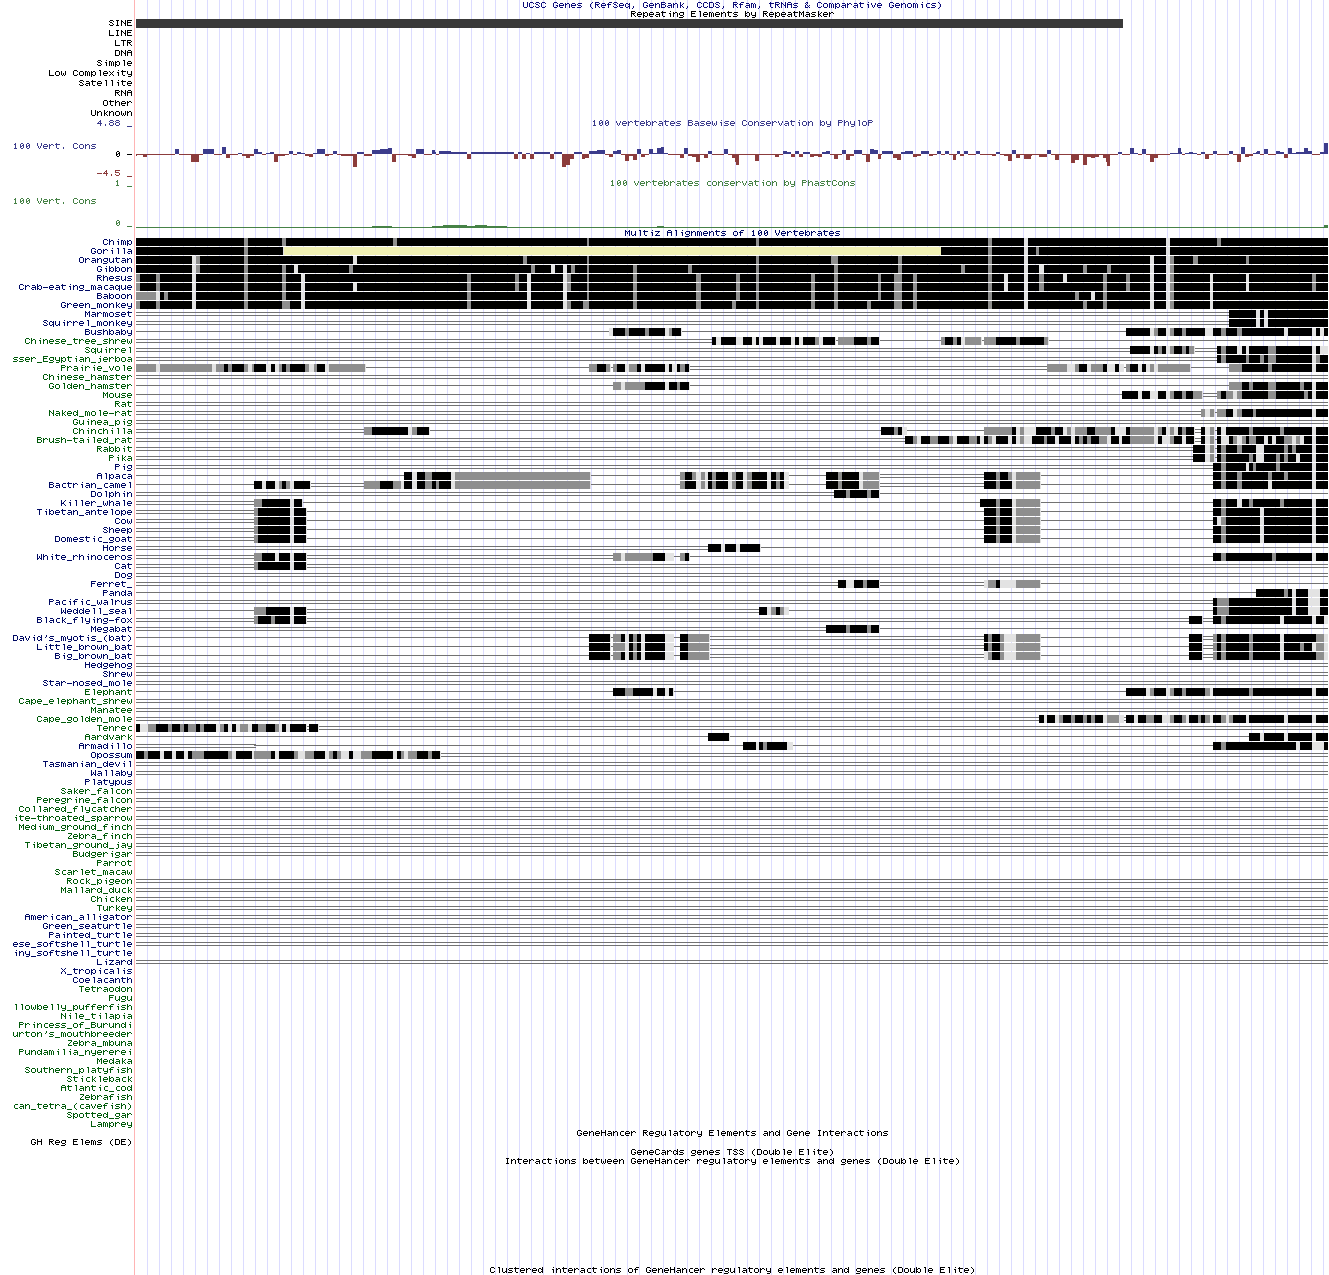 UCSC Genes (RefSeq, GenBank, CCDS, Rfam, tRNAs & Comparative Genomics)
Repeating Elements by RepeatMasker
SINE
LINE
LTR
DNA
Simple
Low Complexity
Satellite
RNA
Other
Unknown
4.88 _
100 vertebrates Basewise Conservation by PhyloP
100 Vert. Cons
0 -
-4.5 _
1 _
100 vertebrates conservation by PhastCons
100 Vert. Cons
0 _
Multiz Alignments of 100 Vertebrates
Chimp
Gorilla
Orangutan
Gibbon
Rhesus
Crab-eating_macaque
Baboon
Green_monkey
Marmoset
Squirrel_monkey
Bushbaby
Chinese_tree_shrew
Squirrel
sser_Egyptian_jerboa
Prairie_vole
Chinese_hamster
Golden_hamster
Mouse
Rat
Naked_mole-rat
Guinea_pig
Chinchilla
Brush-tailed_rat
Rabbit
Pika
Pig
Alpaca
Bactrian_camel
Dolphin
Killer_whale
Tibetan_antelope
Cow
Sheep
Domestic_goat
Horse
White_rhinoceros
Cat
Dog
Ferret_
Panda
Pacific_walrus
Weddell_seal
Black_flying-fox
Megabat
David's_myotis_(bat)
Little_brown_bat
Big_brown_bat
Hedgehog
Shrew
Star-nosed_mole
Elephant
Cape_elephant_shrew
Manatee
Cape_golden_mole
Tenrec
Aardvark
Armadillo
Opossum
Tasmanian_devil
Wallaby
Platypus
Saker_falcon
Peregrine_falcon
Collared_flycatcher
ite-throated_sparrow
Medium_ground_finch
Zebra_finch
Tibetan_ground_jay
Budgerigar
Parrot
Scarlet_macaw
Rock_pigeon
Mallard_duck
Chicken
Turkey
American_alligator
Green_seaturtle
Painted_turtle
ese_softshell_turtle
iny_softshell_turtle
Lizard
X_tropicalis
Coelacanth
Tetraodon
Fugu
llowbelly_pufferfish
Nile_tilapia
Princess_of_Burundi
urton's_mouthbreeder
Zebra_mbuna
Pundamilia_nyererei
Medaka
Southern_platyfish
Stickleback
Atlantic_cod
Zebrafish
can_tetra_(cavefish)
Spotted_gar
Lamprey
GeneHancer Regulatory Elements and Gene Interactions
GH Reg Elems (DE)
GeneCards genes TSS (Double Elite)
Interactions between GeneHancer regulatory elements and genes (Double Elite)
Clustered interactions of GeneHancer regulatory elements and genes (Double Elite)